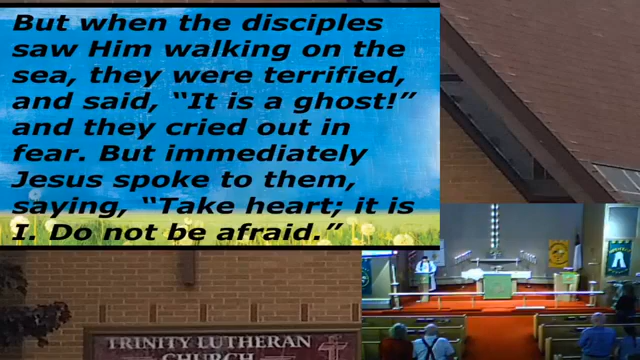 But when the disciples
saw Him walking on the
sea, they were terrified,
and said, “It is a ghost!”
and they cried out in
fear. But immediately
Jesus spoke to them,
saying, “Take heart; it is
I. Do not be afraid.”
TRINITY LUTHERAN
CHURCH